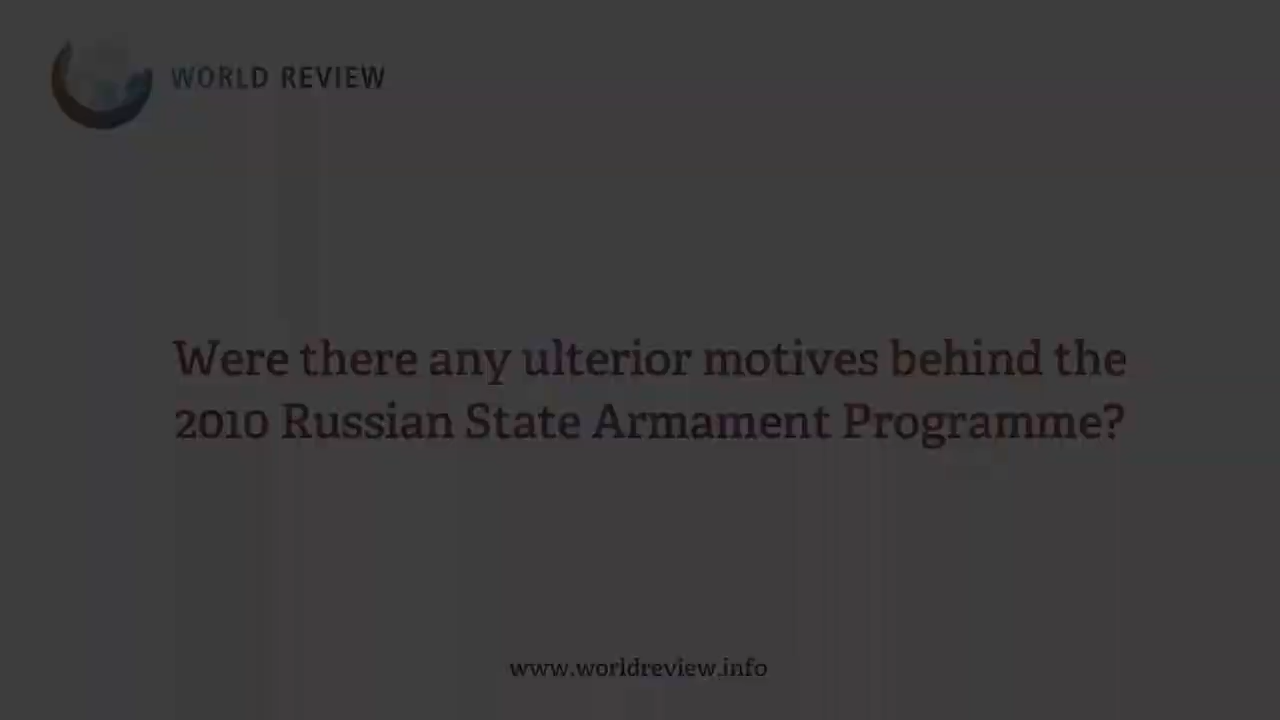 WORLD REVIEW
Were there any ulterior motives behind the
2010 Russian State Armament Programme?
www.worldreview.info